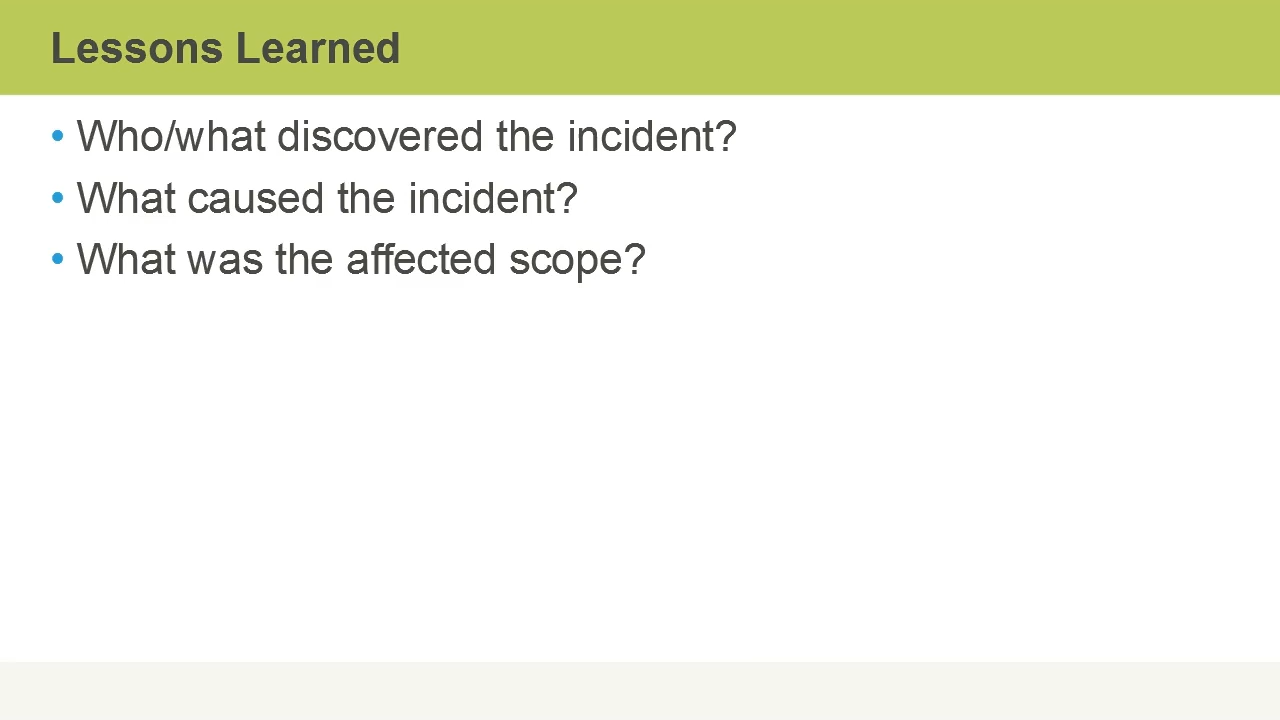 Lessons Learned
• Who/what discovered the incident?
• What caused the incident?
• What was the affected scope?